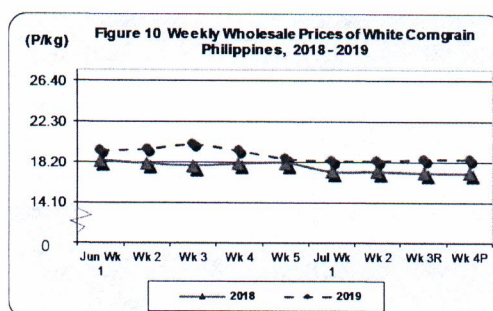 (P/kg)
Figure 10 Weekly Wholesale Prices of White Corngrain
Philippines, 2018-2019
26.40
22.30
18.20
14.10
0
Jun Wk 1
Wk 2
Wk 3
Wk 4
Wk 5
Jul Wk 1
Wk 2
Wk 3R
Wk 4P
2018
2019